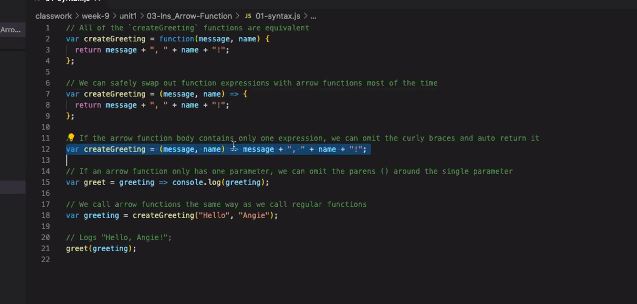 Arro...
classwork > week-9 > unit1 > 03-Ins_Arrow-Function > JS 01-syntax.js > ...
1 // All of the `createGreeting` functions are equivalent
2 var createGreeting = function(message, name) {
3 return message + ", " + name + "!";
4 };
5
6 // We can safely swap out function expressions with arrow functions most of the time
7 var createGreeting = (message, name) => {
8 return message + ", " + name + "!";
9 };
10
11 If the arrow function body contains only one expression, we can omit the curly braces and auto return it
12 var createGreeting = (message, name) => message + ", " + name + "!";
13
14 // If an arrow function only has one parameter, we can omit the parens () around the single parameter
15 var greet = greeting => console.log(greeting);
16
17 // We call arrow functions the same way as we call regular functions
18 var greeting = createGreeting("Hello", "Angie");
19
20 // Logs "Hello, Angie!";
21 greet(greeting);
22